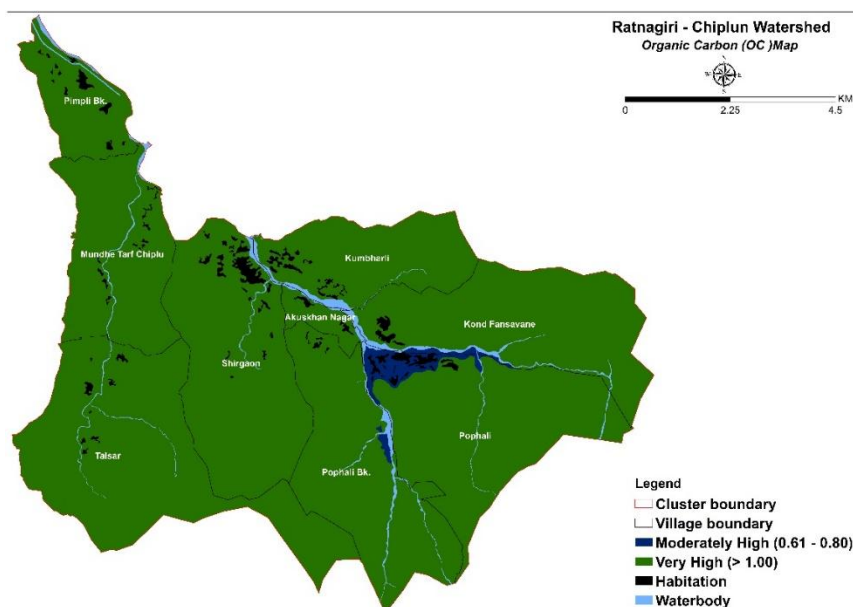 Ratnagiri - Chiplun Watershed
Organic Carbon (OC )Map
N
W E
S
KM
0 2.25 4.5
Pimpli Bk.
Mundhe Tarf Chiplu
Kumbharli
Akuskhan Nagar
Kond Fansavane
Shirgaon
Talsar
Pophali
Pophali Bk.
Legend
Cluster boundary
Village boundary
Moderately High (0.61 - 0.80)
Very High (> 1.00)
Habitation
Waterbody